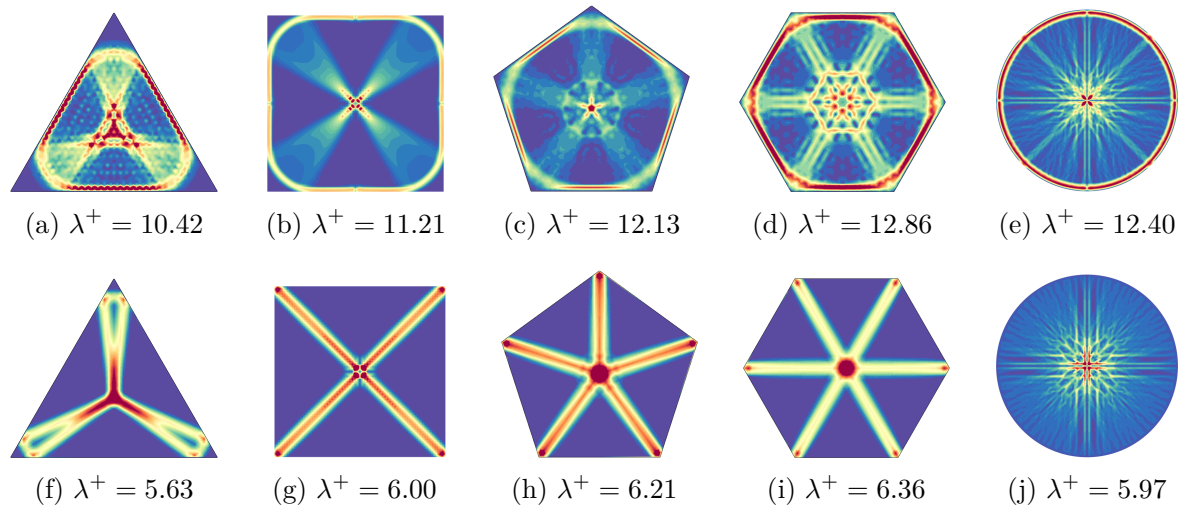 (a) λ⁺ = 10.42 (b) λ⁺ = 11.21 (c) λ⁺ = 12.13 (d) λ⁺ = 12.86 (e) λ⁺ = 12.40
(f) λ⁺ = 5.63 (g) λ⁺ = 6.00 (h) λ⁺ = 6.21 (i) λ⁺ = 6.36 (j) λ⁺ = 5.97